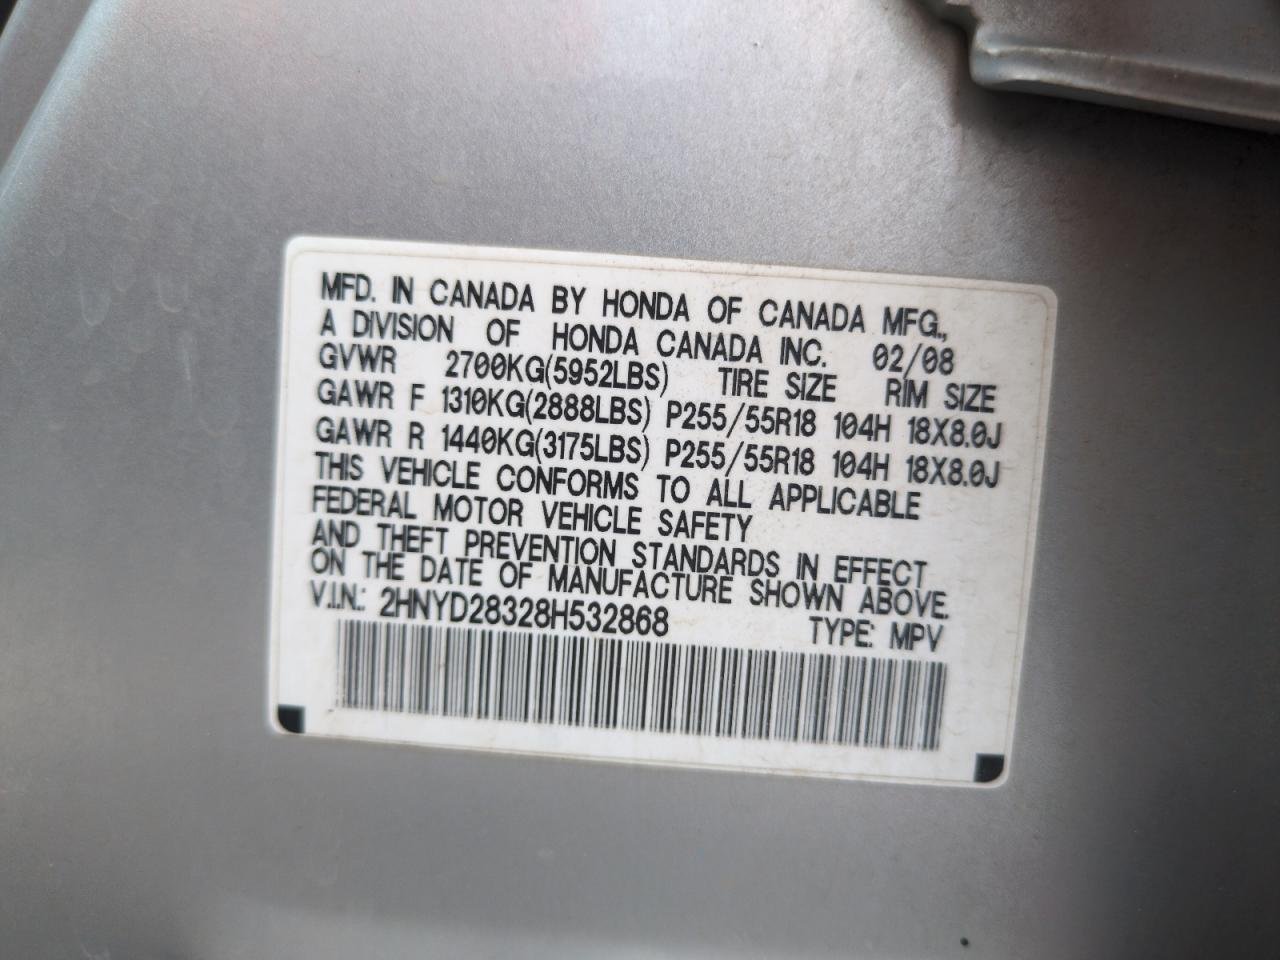 MFD. IN CANADA BY HONDA OF CANADA MFG.,
A DIVISION OF HONDA CANADA INC. 02/08
GVWR 2700KG(5952LBS) TIRE SIZE RIM SIZE
GAWR F 1310KG(2888LBS) P255/55R18 104H 18X8.0J
GAWR R 1440KG(3175LBS) P255/55R18 104H 18X8.0J
THIS VEHICLE CONFORMS TO ALL APPLICABLE
FEDERAL MOTOR VEHICLE SAFETY
AND THEFT PREVENTION STANDARDS IN EFFECT
ON THE DATE OF MANUFACTURE SHOWN ABOVE.
V.I.N.: 2HNYD28328H532868 TYPE: MPV